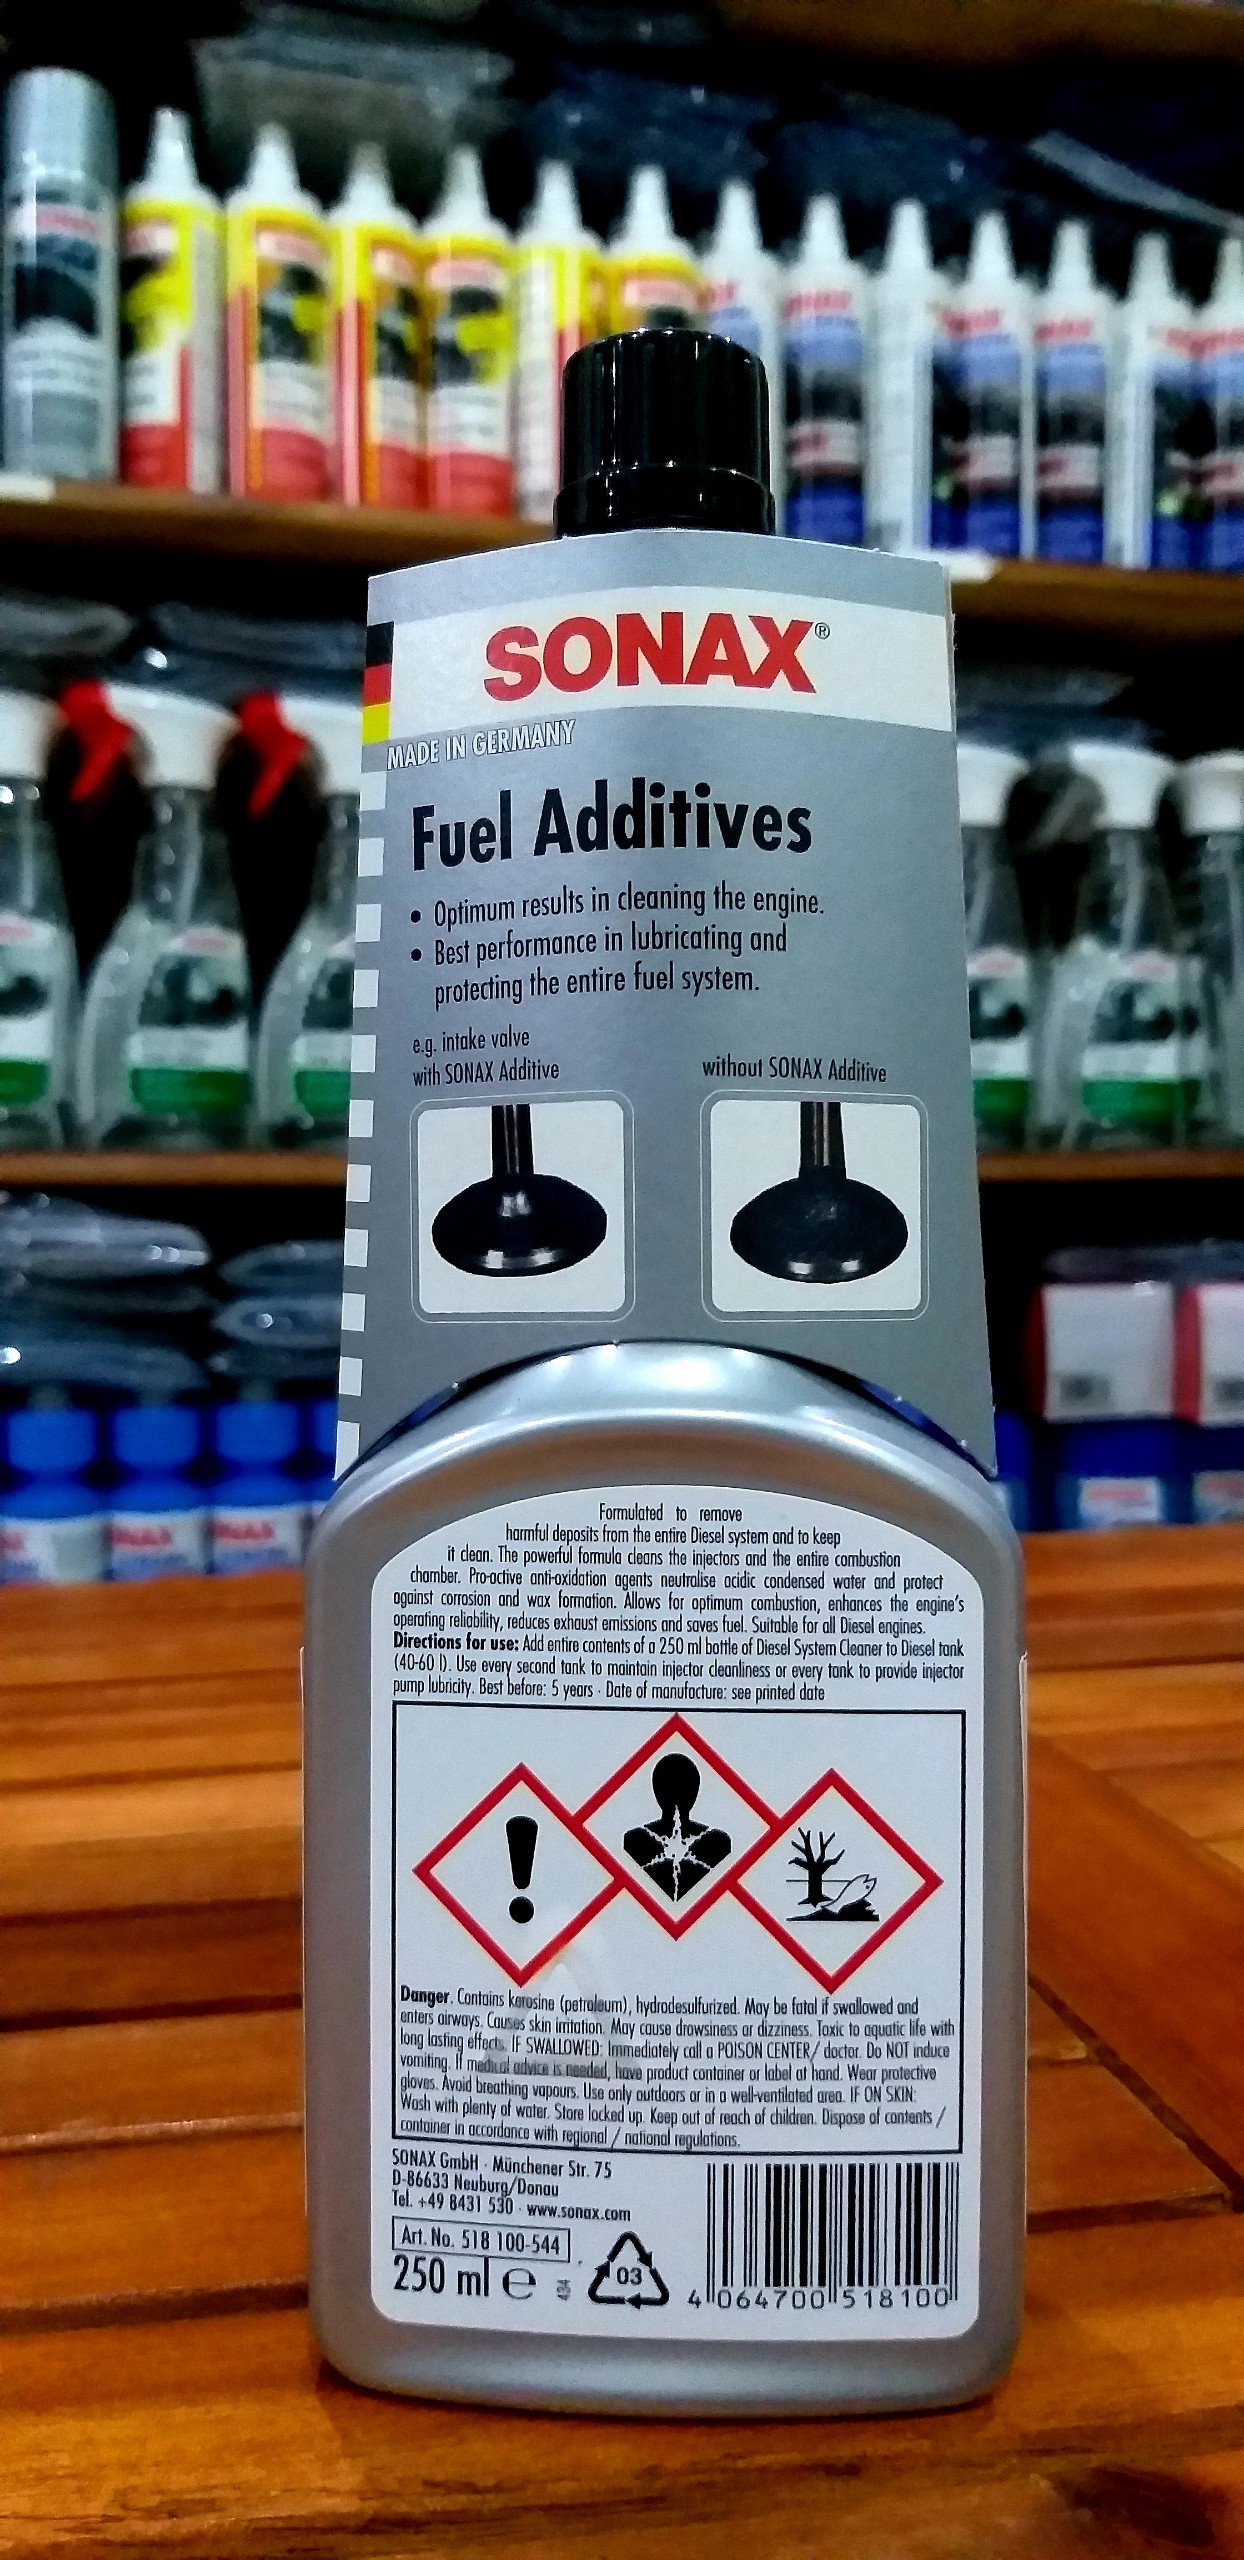 SONAX®
MADE IN GERMANY
Fuel Additives
• Optimum results in cleaning the engine.
• Best performance in lubricating and
protecting the entire fuel system.
e.g. intake valve
with SONAX Additive
without SONAX Additive
Formulated to remove
harmful deposits from the entire Diesel system and to keep
it clean. The powerful formula cleans the injectors and the entire combustion
chamber. Pro-active anti-oxidation agents neutralise acidic condensed water and protect
against corrosion and wax formation. Allows for optimum combustion, enhances the engine's
operating reliability, reduces exhaust emissions and saves fuel. Suitable for all Diesel engines.
Directions for use: Add entire contents of a 250 ml bottle of Diesel System Cleaner to Diesel tank
(40-60 l). Use every second tank to maintain injector cleanliness or every tank to provide injector
pump lubricity. Best before: 5 years · Date of manufacture: see printed date
Danger. Contains kerosine (petroleum), hydrodesulfurized. May be fatal if swallowed and
enters airways. Causes skin irritation. May cause drowsiness or dizziness. Toxic to aquatic life with
long lasting effects. IF SWALLOWED: Immediately call a POISON CENTER/ doctor. Do NOT induce
vomiting. If medical advice is needed, have product container or label at hand. Wear protective
gloves. Avoid breathing vapours. Use only outdoors or in a well-ventilated area. IF ON SKIN:
Wash with plenty of water. Store locked up. Keep out of reach of children. Dispose of contents /
container in accordance with regional / national regulations.
SONAX GmbH · Münchener Str. 75
D-86633 Neuburg/Donau
Tel. +49 8431 530 · www.sonax.com
Art. No. 518 100-544
250 ml e
03
4 064700 518100
SONAX
SONAX